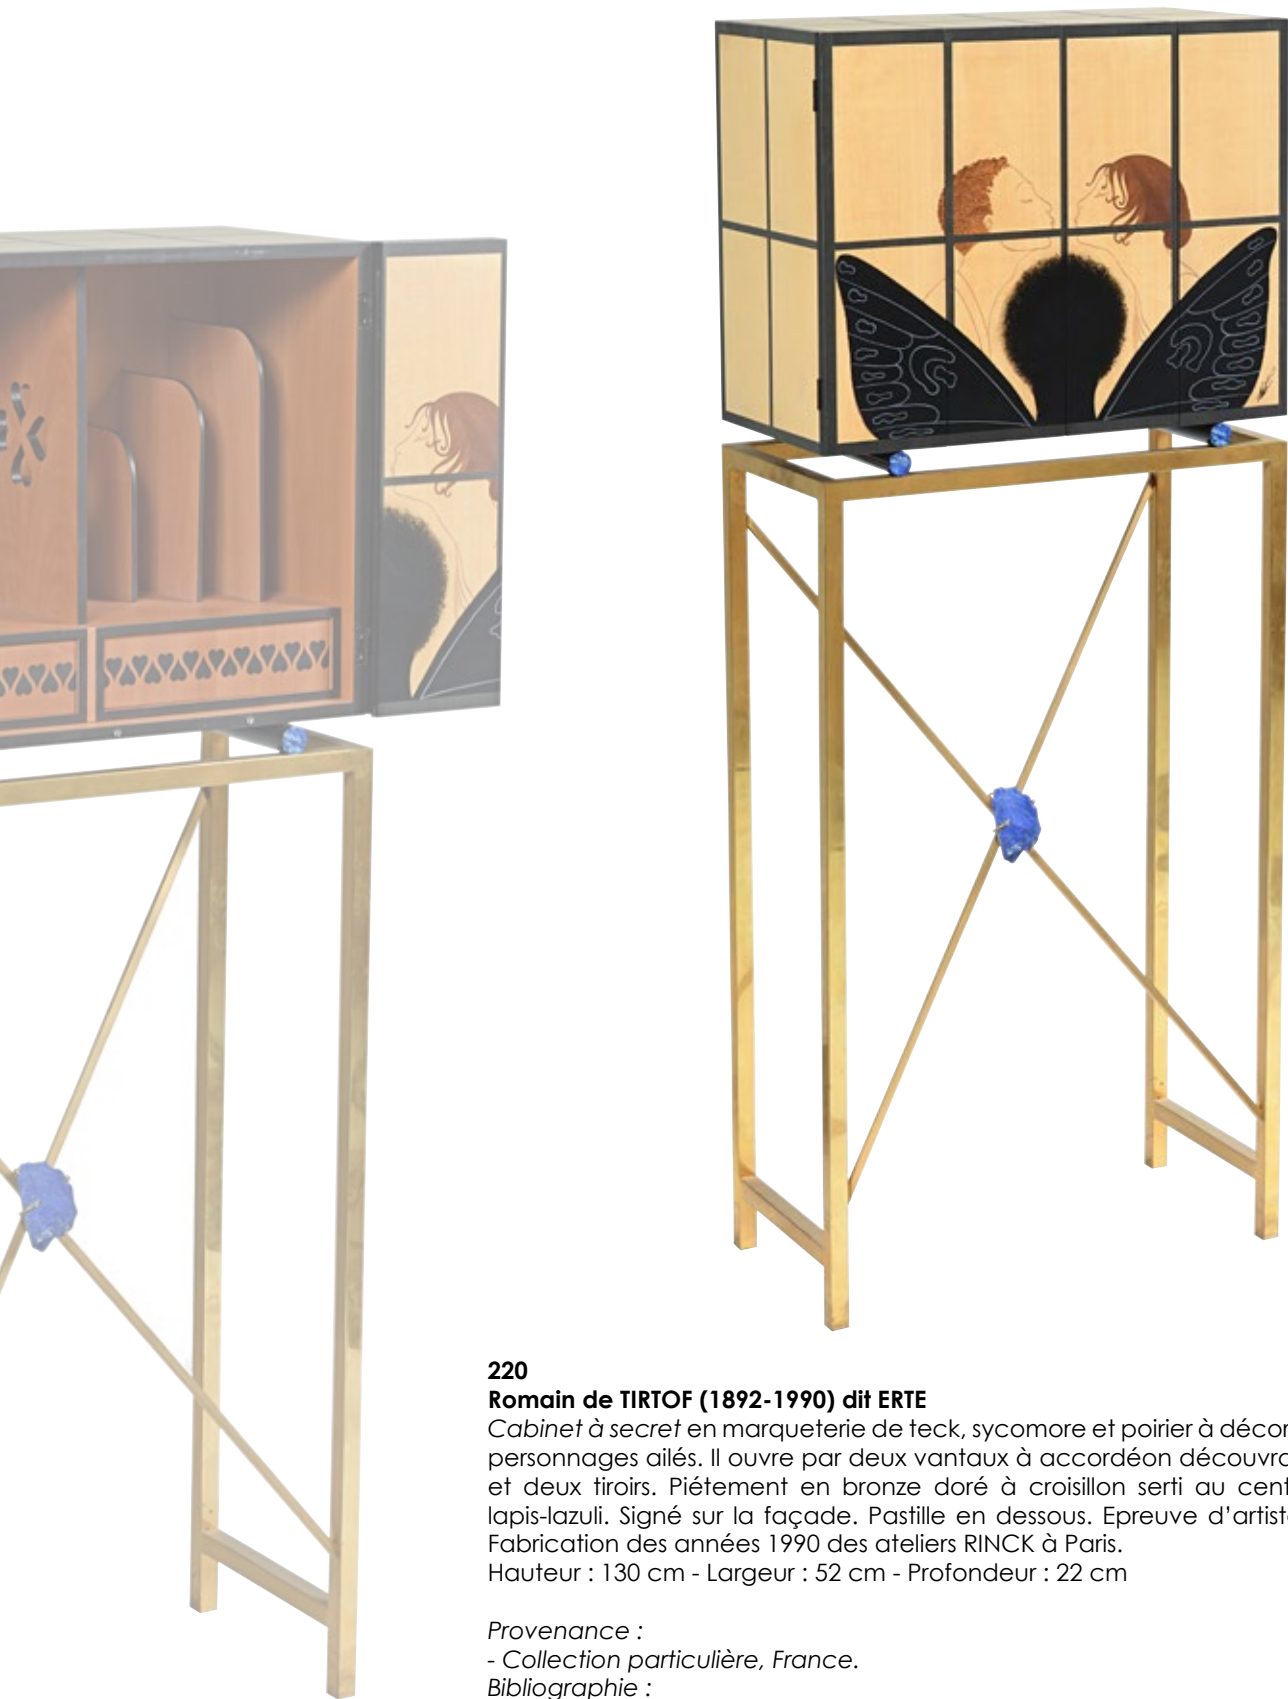 220
Romain de TIRTOF (1892-1990) dit ERTE
Cabinet à secret en marqueterie de teck, sycomore et poirier à décor
personnages ailés. Il ouvre par deux vantaux à accordéon découvra
et deux tiroirs. Piétement en bronze doré à croisillon serti au cent
lapis-lazuli. Signé sur la façade. Pastille en dessous. Epreuve d’artist
Fabrication des années 1990 des ateliers RINCK à Paris.
Hauteur : 130 cm - Largeur : 52 cm - Profondeur : 22 cm
Provenance :
- Collection particulière, France.
Bibliographie :